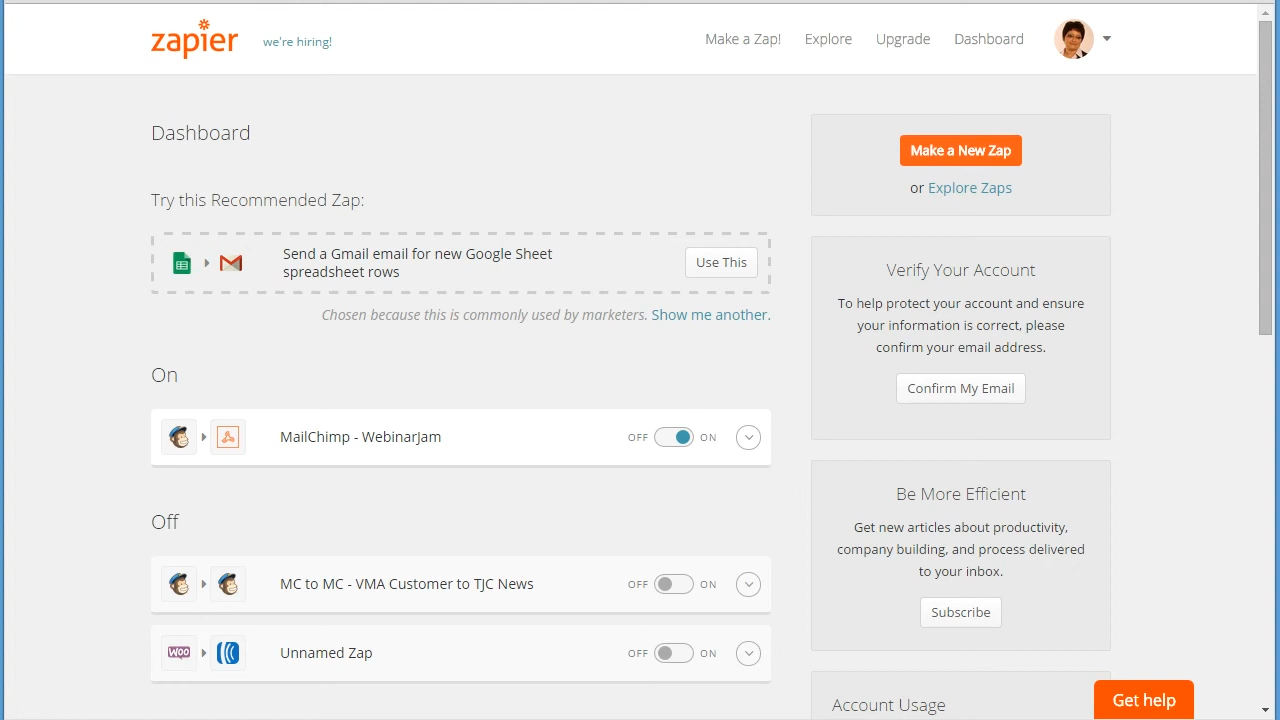 zapier
we're hiring!
Make a Zap!
Explore
Upgrade
Dashboard
Dashboard
Try this Recommended Zap:
Send a Gmail email for new Google Sheet
spreadsheet rows
Use This
Chosen because this is commonly used by marketers. Show me another.
On
MailChimp - WebinarJam
OFF
ON
Off
MC to MC - VMA Customer to TJC News
OFF
ON
WOO
Unnamed Zap
OFF
ON
Make a New Zap
or Explore Zaps
Verify Your Account
To help protect your account and ensure
your information is correct, please
confirm your email address.
Confirm My Email
Be More Efficient
Get new articles about productivity,
company building, and process delivered
to your inbox.
Subscribe
Account Usage
Get help